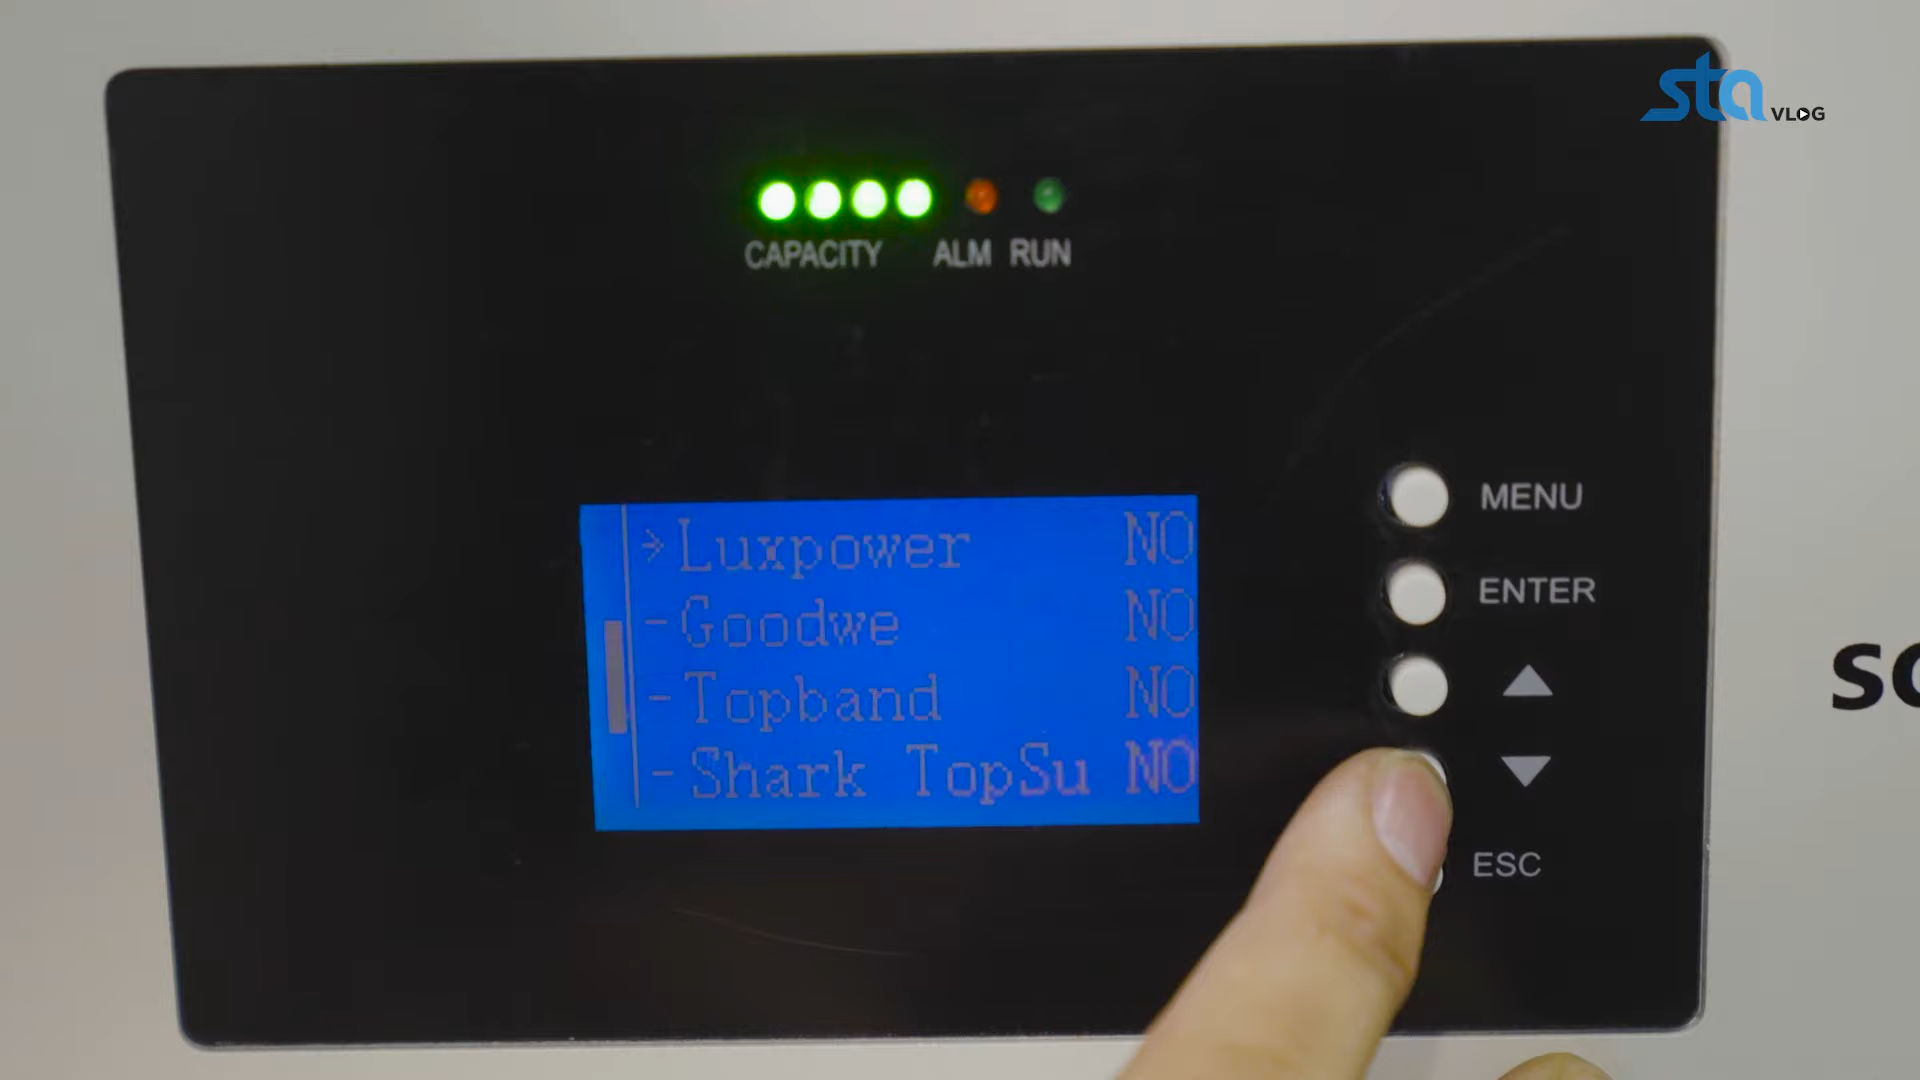 sta VLOG
CAPACITY ALM RUN
MENU
ENTER
ESC
→Luxpower NO
-Goodwe NO
-Topband NO
-Shark TopSu NO